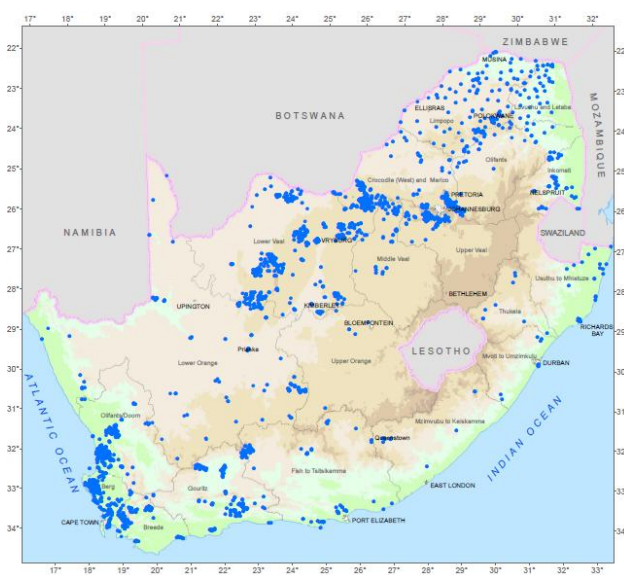 17° 18° 19° 20° 21° 22° 23° 24° 25° 26° 27° 28° 29° 30° 31° 32°
22°
23°
24°
25°
26°
27°
28°
29°
30°
31°
32°
33°
34°
ZIMBABWE
MUSINA
BOTSWANA
ELLISRAS
Limpopo
POLOKWANE
Luvuvhu and Letaba
MOZAMBIQUE
Olifants
Inkomati
Crocodile (West) and Marico
PRETORIA
JOHANNESBURG
NELSPRUIT
NAMIBIA
SWAZILAND
Lower Vaal
VRYBURG
Middle Vaal
Upper Vaal
BETHLEHEM
Usuthu to Mhlatuze
UPINGTON
KIMBERLEY
BLOEMFONTEIN
Thukela
RICHARDS
BAY
Prieska
Lower Orange
Upper Orange
LESOTHO
Mvoti to Umzimkulu
DURBAN
ATLANTIC OCEAN
Olifants/Doorn
Mzimvubu to Keiskamma
Queenstown
INDIAN OCEAN
Fish to Tsitsikamma
Berg
Gouritz
EAST LONDON
CAPE TOWN
Breede
PORT ELIZABETH
22°
23°
24°
25°
26°
27°
28°
29°
30°
31°
32°
33°
34°
17° 18° 19° 20° 21° 22° 23° 24° 25° 26° 27° 28° 29° 30° 31° 32° 33°